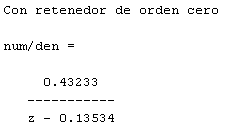 Con retenedor de orden cero
num/den =
0.43233
-----------
z - 0.13534